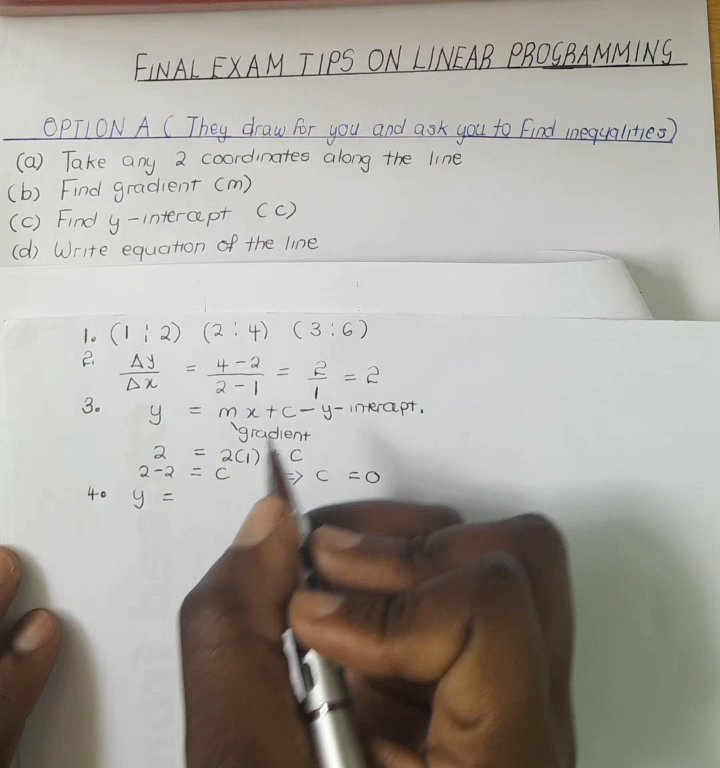 FINAL EXAM TIPS ON LINEAR PROGRAMMING
OPTION A ( They draw for you and ask you to find inequalities)
(a) Take any 2 coordinates along the line
(b) Find gradient (m)
(c) Find y-intercept (c)
(d) Write equation of the line
1. (1 ; 2) (2 : 4) (3 : 6)
2. Δy/Δx = 4-2/2-1 = 2/1 = 2
3. y = mx + c - y-intercept.
gradient
2 = 2(1) + c
2-2 = c => c = 0
4. y =